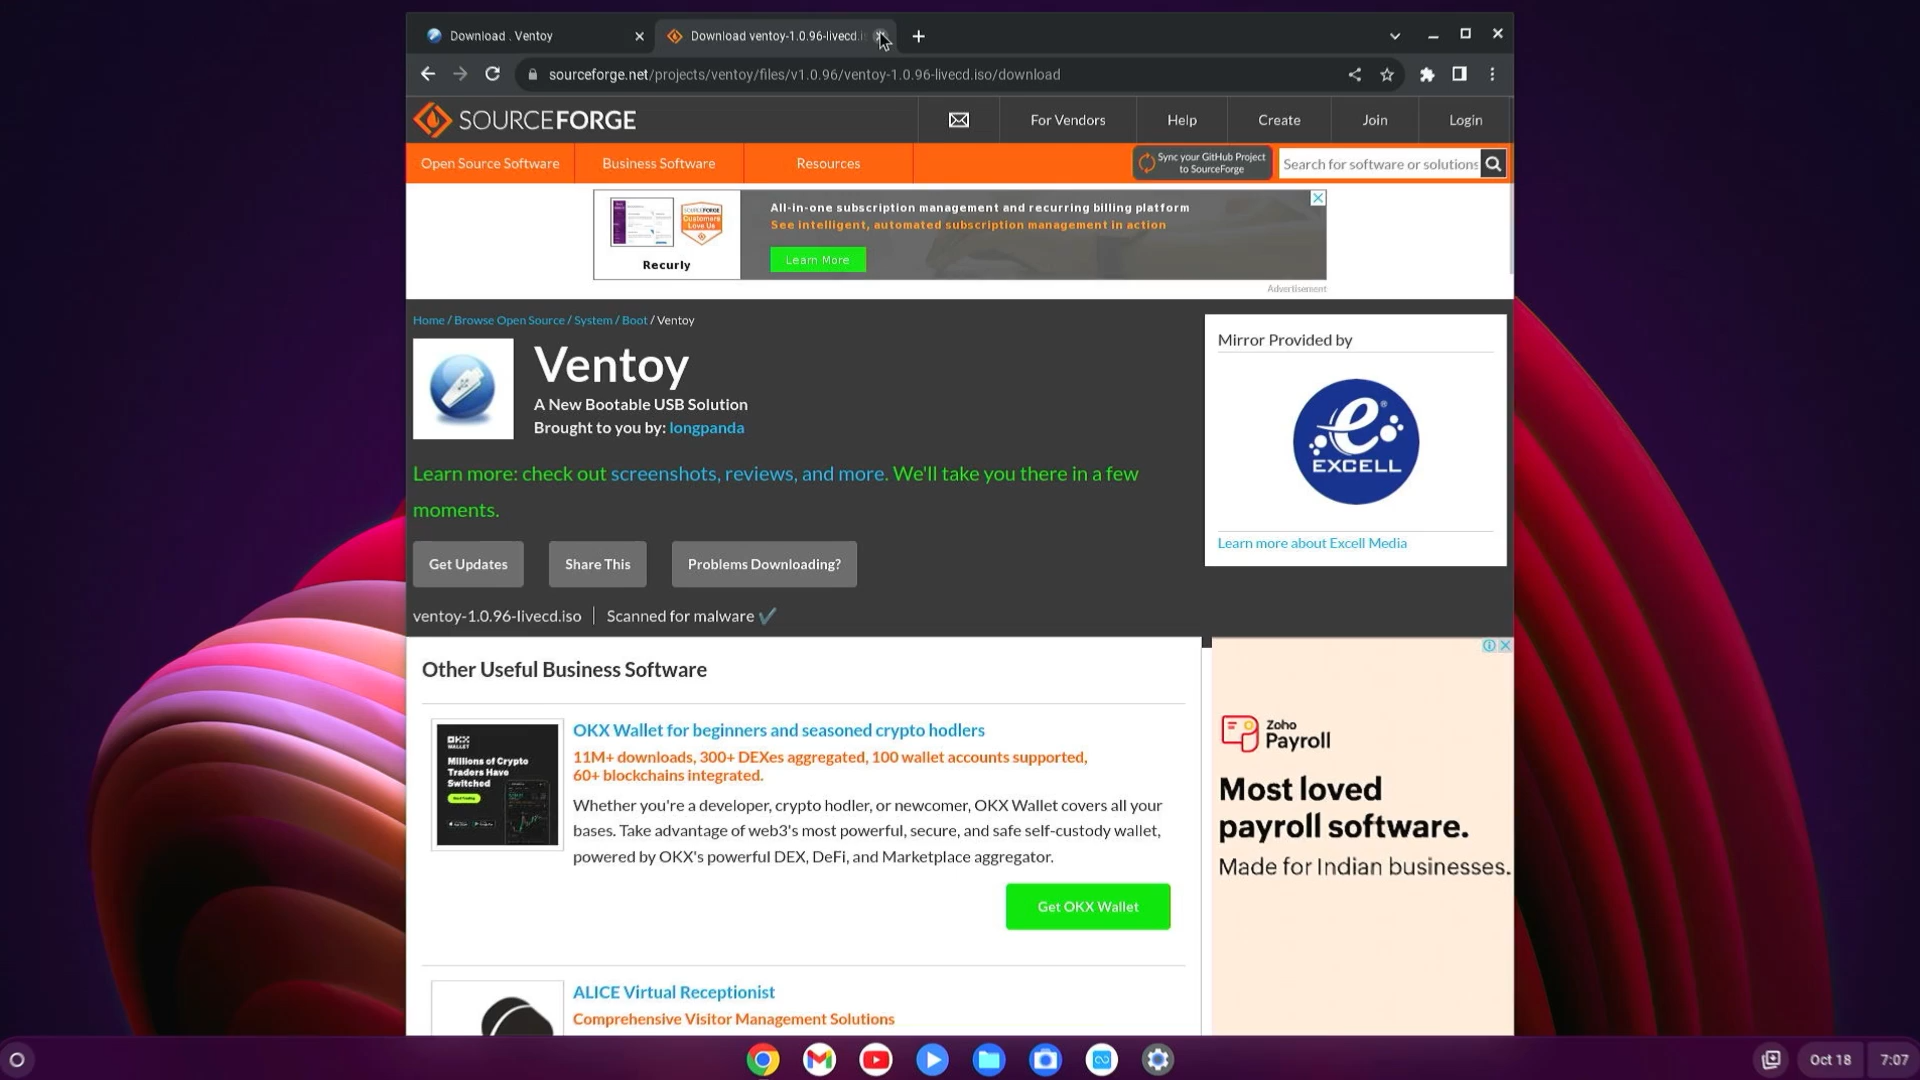 Download . Ventoy
Download ventoy-1.0.96-livecd.i
sourceforge.net/projects/ventoy/files/v1.0.96/ventoy-1.0.96-livecd.iso/download
SOURCEFORGE
For Vendors
Help
Create
Join
Login
Open Source Software
Business Software
Resources
Sync your GitHub Project
to SourceForge
Search for software or solutions
All-in-one subscription management and recurring billing platform
See intelligent, automated subscription management in action
Customers
Love Us
Recurly
Learn More
Advertisement
Home / Browse Open Source / System / Boot / Ventoy
Ventoy
A New Bootable USB Solution
Brought to you by: longpanda
Learn more: check out screenshots, reviews, and more. We'll take you there in a few
moments.
Get Updates
Share This
Problems Downloading?
ventoy-1.0.96-livecd.iso
Scanned for malware
Mirror Provided by
e
EXCELL
Learn more about Excell Media
Other Useful Business Software
WALLET
Millions of Crypto
Traders Have
Switched
OKX Wallet for beginners and seasoned crypto hodlers
11M+ downloads, 300+ DEXes aggregated, 100 wallet accounts supported,
60+ blockchains integrated.
Whether you're a developer, crypto hodler, or newcomer, OKX Wallet covers all your
bases. Take advantage of web3's most powerful, secure, and safe self-custody wallet,
powered by OKX's powerful DEX, DeFi, and Marketplace aggregator.
Get OKX Wallet
ALICE Virtual Receptionist
Comprehensive Visitor Management Solutions
Zoho
Payroll
Most loved
payroll software.
Made for Indian businesses.
Oct 18
7:07